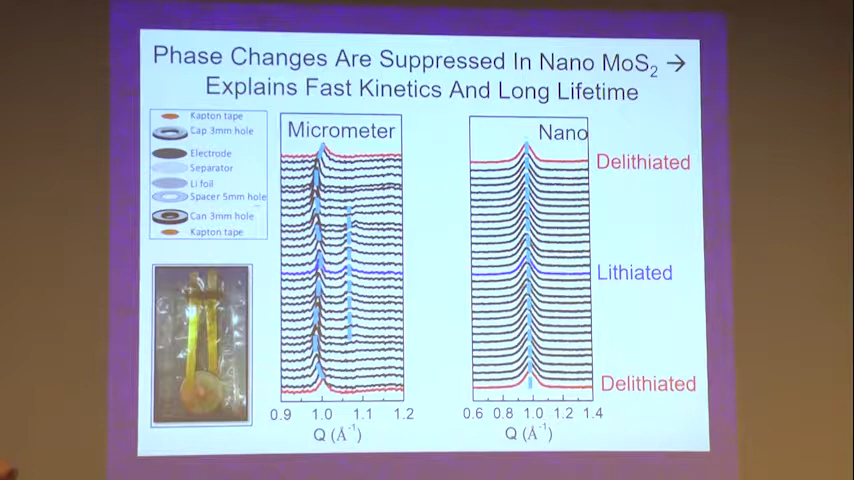 Phase Changes Are Suppressed In Nano MoS₂ →
Explains Fast Kinetics And Long Lifetime
Kapton tape
Cap 3mm hole
Electrode
Separator
Li foil
Spacer 5mm hole
Can 3mm hole
Kapton tape
Micrometer
0.9 1.0 1.1 1.2
Q (Å⁻¹)
Nano
0.6 0.8 1.0 1.2 1.4
Q (Å⁻¹)
Delithiated
Lithiated
Delithiated